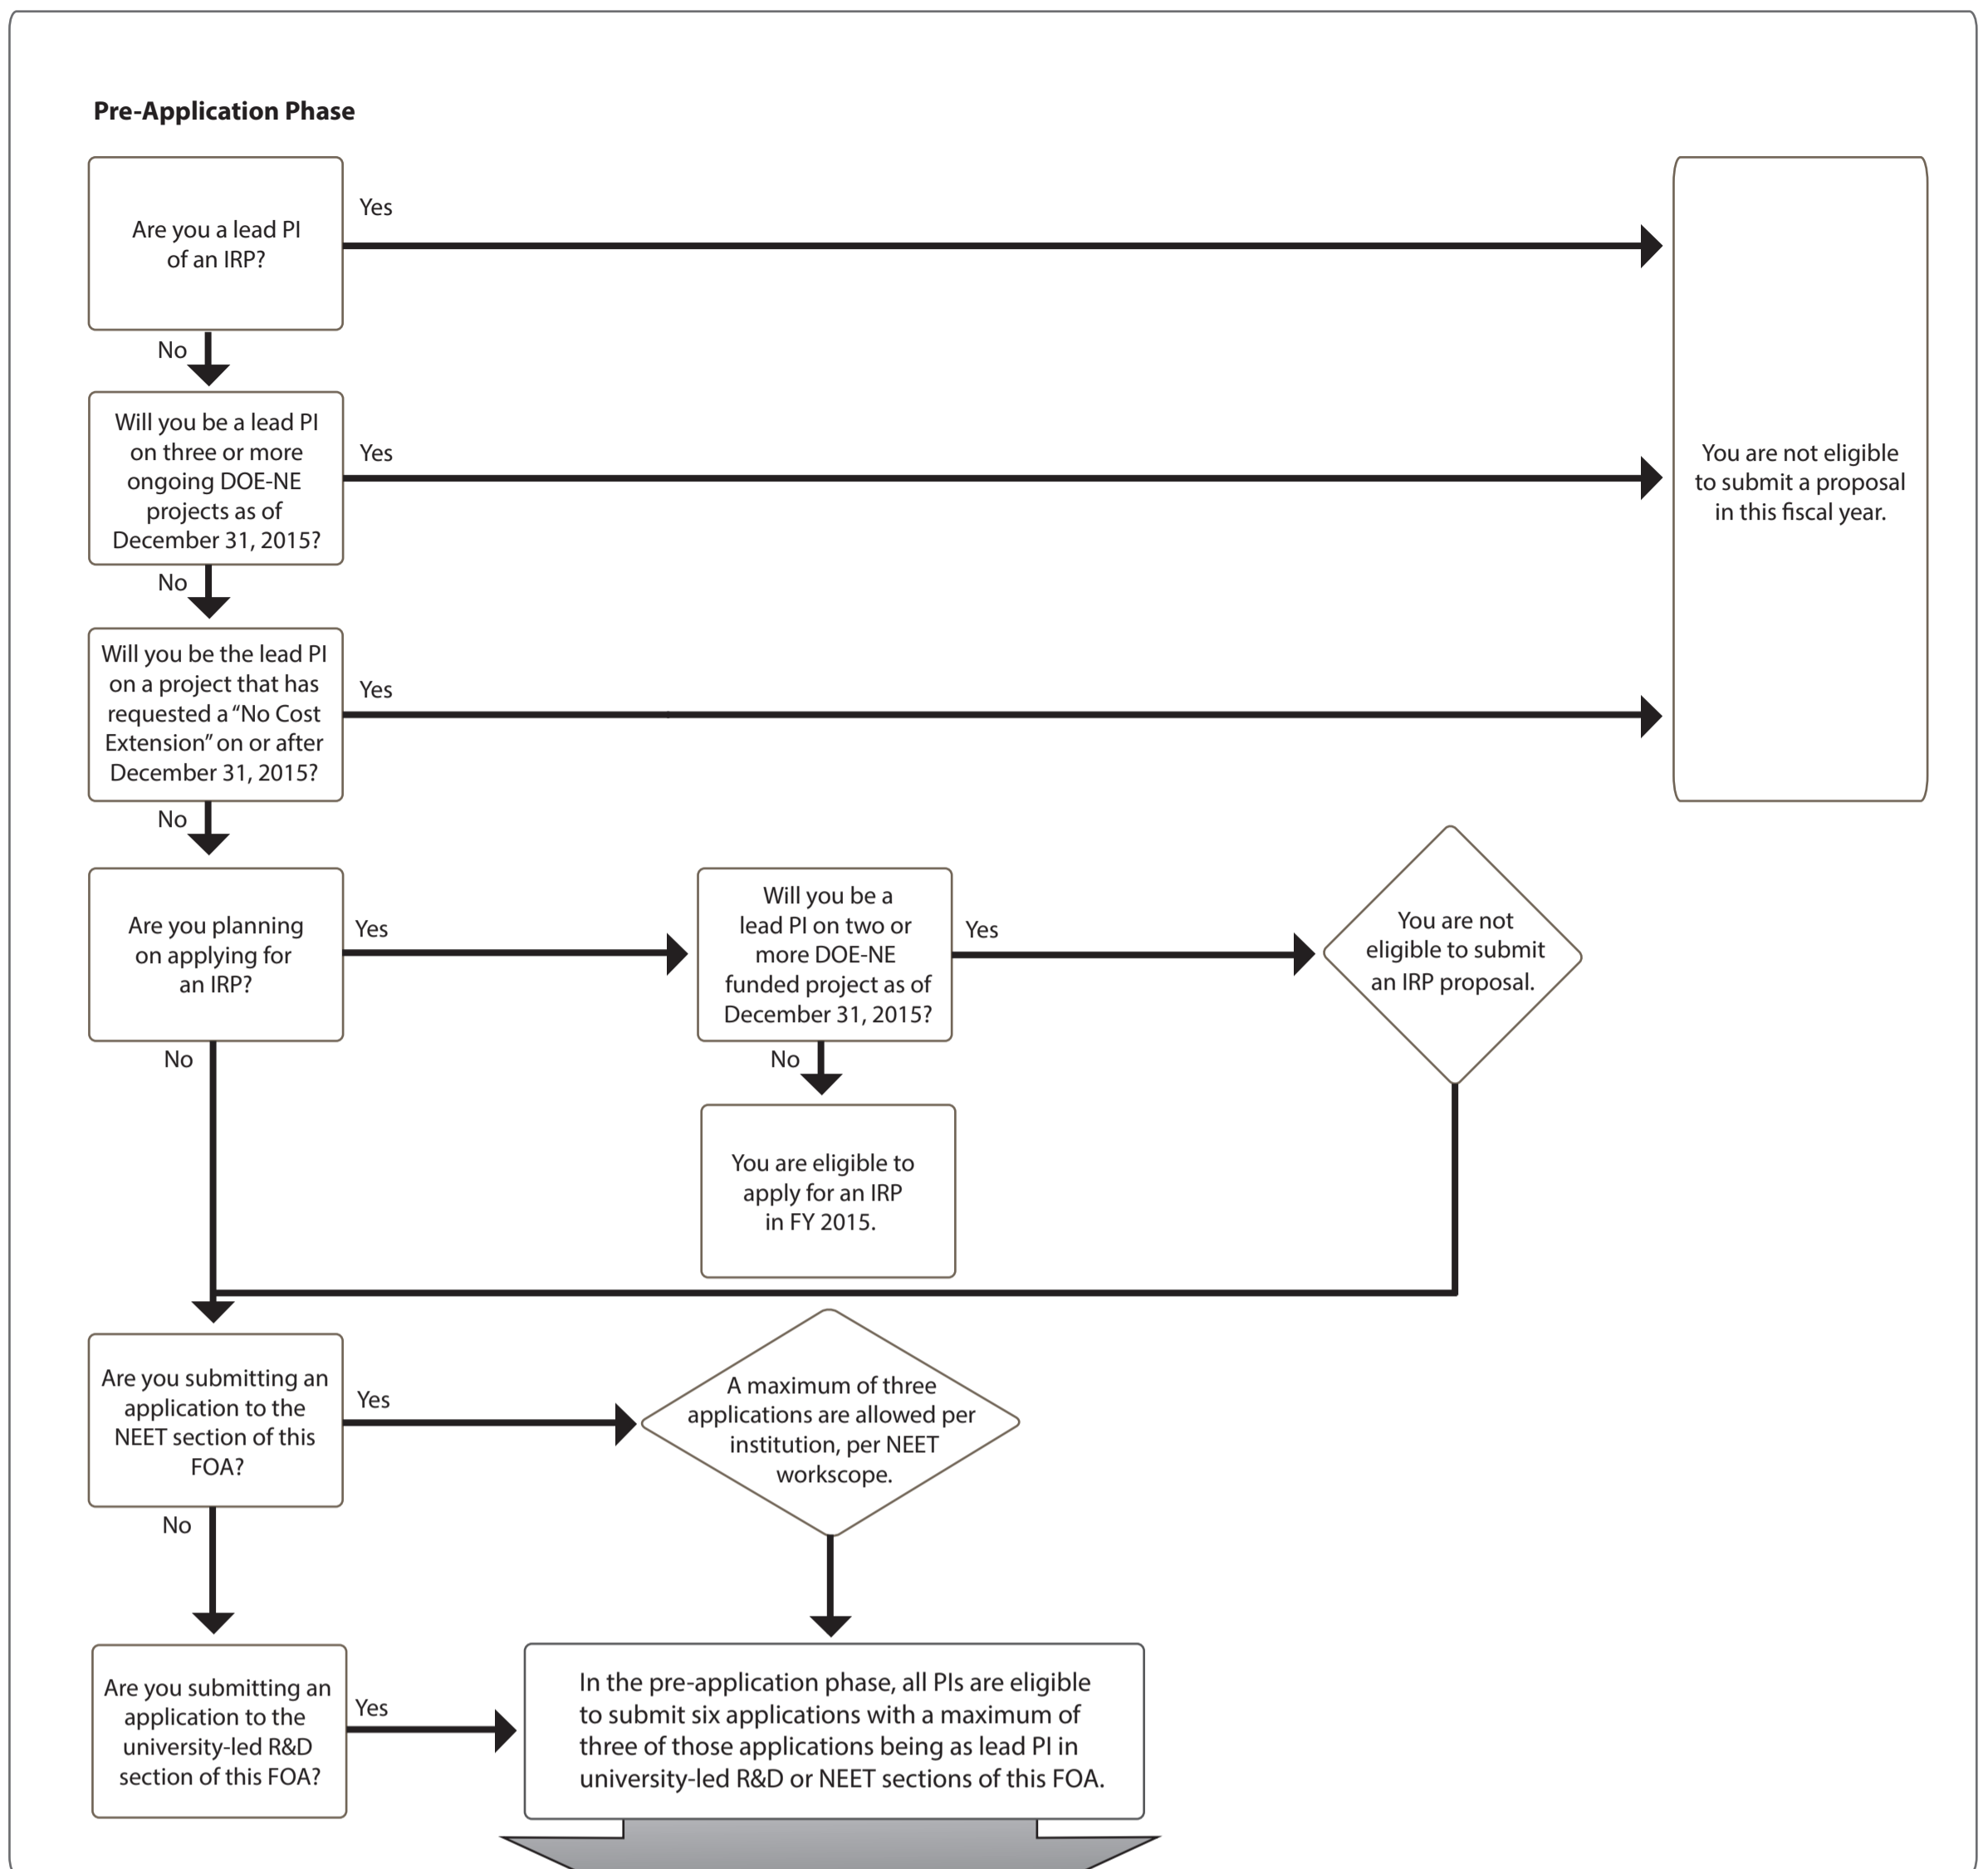 Pre-Application Phase
Are you a lead PI
of an IRP?
Yes
No
Will you be a lead PI
on three or more
ongoing DOE-NE
projects as of
December 31, 2015?
Yes
You are not eligible
to submit a proposal
in this fiscal year.
No
Will you be the lead PI
on a project that has
requested a “No Cost
Extension” on or after
December 31, 2015?
Yes
No
Are you planning
on applying for
an IRP?
Yes
Will you be a
lead PI on two or
more DOE-NE
funded project as of
December 31, 2015?
Yes
You are not
eligible to submit
an IRP proposal.
No
No
You are eligible to
apply for an IRP
in FY 2015.
Are you submitting an
application to the
NEET section of this
FOA?
Yes
A maximum of three
applications are allowed per
institution, per NEET
workscope.
No
Are you submitting an
application to the
university-led R&D
section of this FOA?
Yes
In the pre-application phase, all PIs are eligible
to submit six applications with a maximum of
three of those applications being as lead PI in
university-led R&D or NEET sections of this FOA.